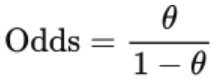 Odds = θ / (1 − θ)